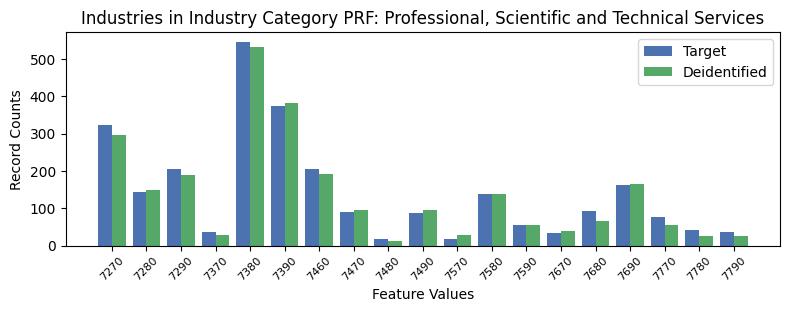 Industries in Industry Category PRF: Professional, Scientific and Technical Services
Target
Deidentified
Record Counts
500
400
300
200
100
0
7270 7280 7290 7370 7380 7390 7460 7470 7480 7490 7570 7580 7590 7670 7680 7690 7770 7780 7790
Feature Values